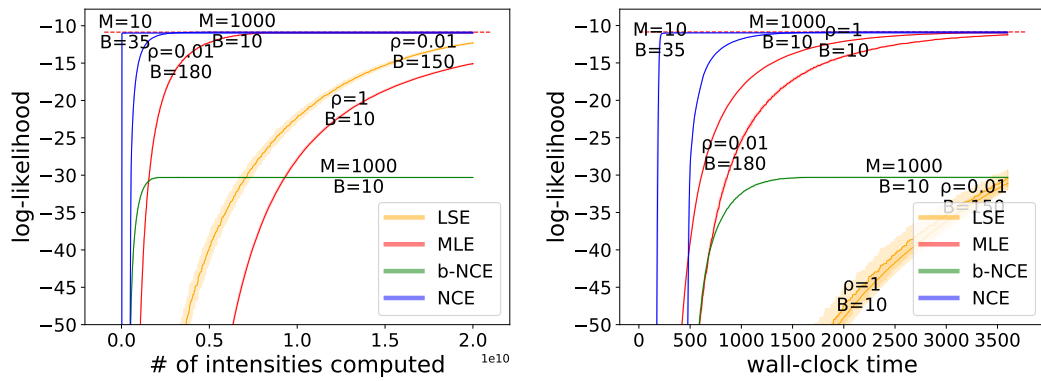 M=10
B=35
M=1000
B=10
ρ=0.01
B=180
ρ=0.01
B=150
ρ=1
B=10
M=1000
B=10
−10
−15
−20
−25
−30
−35
−40
−45
−50
log-likelihood
LSE
MLE
b-NCE
NCE
0.0 0.5 1.0 1.5 2.0
1e10
# of intensities computed
M=10
B=35
M=1000
B=10
ρ=1
B=10
ρ=0.01
B=180
M=1000
B=10
ρ=0.01
B=150
ρ=1
B=10
−10
−15
−20
−25
−30
−35
−40
−45
−50
log-likelihood
LSE
MLE
b-NCE
NCE
0 500 1000 1500 2000 2500 3000 3500
wall-clock time